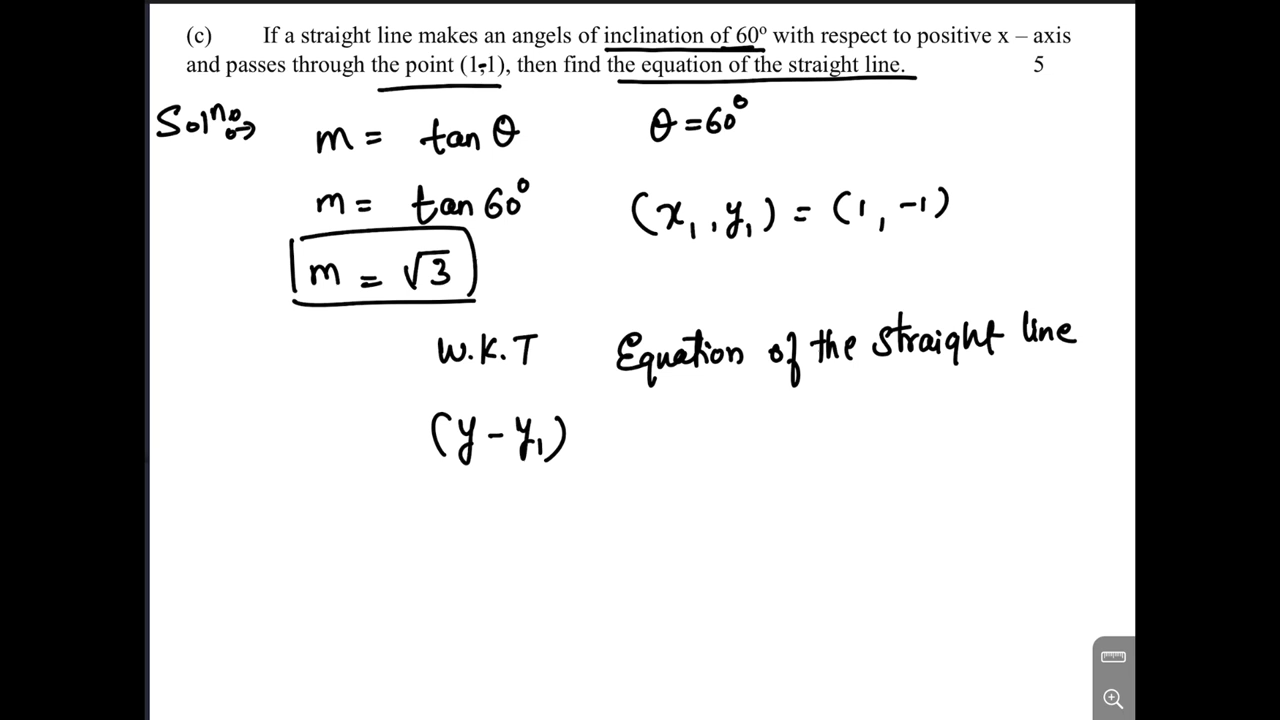 (c) If a straight line makes an angels of inclination of 60° with respect to positive x – axis
and passes through the point (1,-1), then find the equation of the straight line. 5
Soln:→
m = tan θ θ = 60°
m = tan 60° (x₁, y₁) = (1, -1)
m = √3
W.K.T Equation of the straight line
(y - y₁)